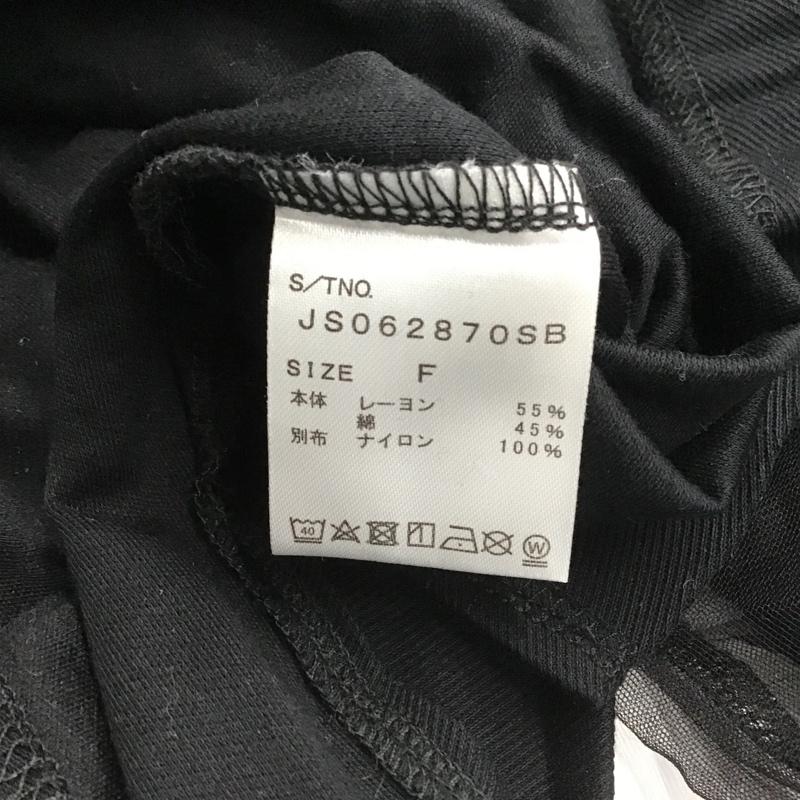 S/TNO.
JS062870SB
SIZE F
本体 レーヨン 55%
綿 45%
別布 ナイロン 100%
40 W